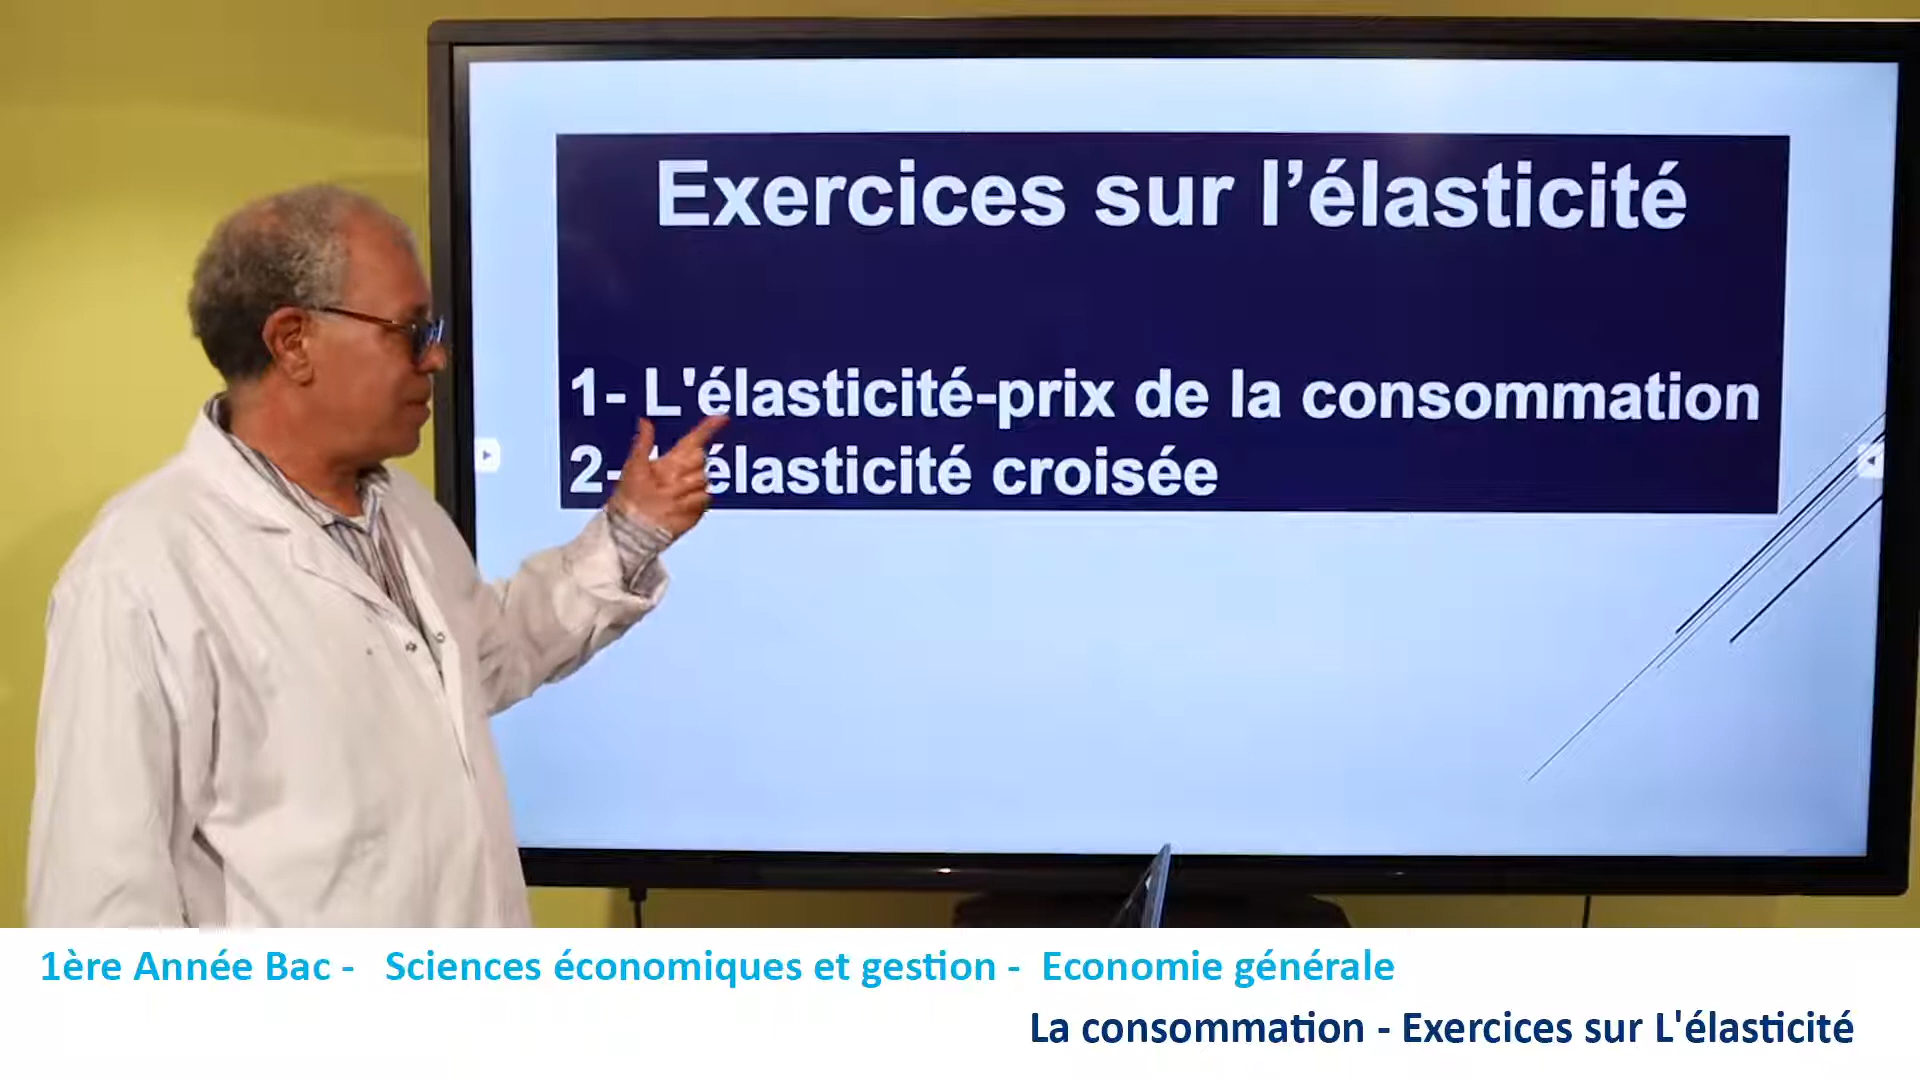 Exercices sur l’élasticité
1- L'élasticité-prix de la consommation
2- élasticité croisée
1ère Année Bac - Sciences économiques et gestion - Economie générale
La consommation - Exercices sur L'élasticité